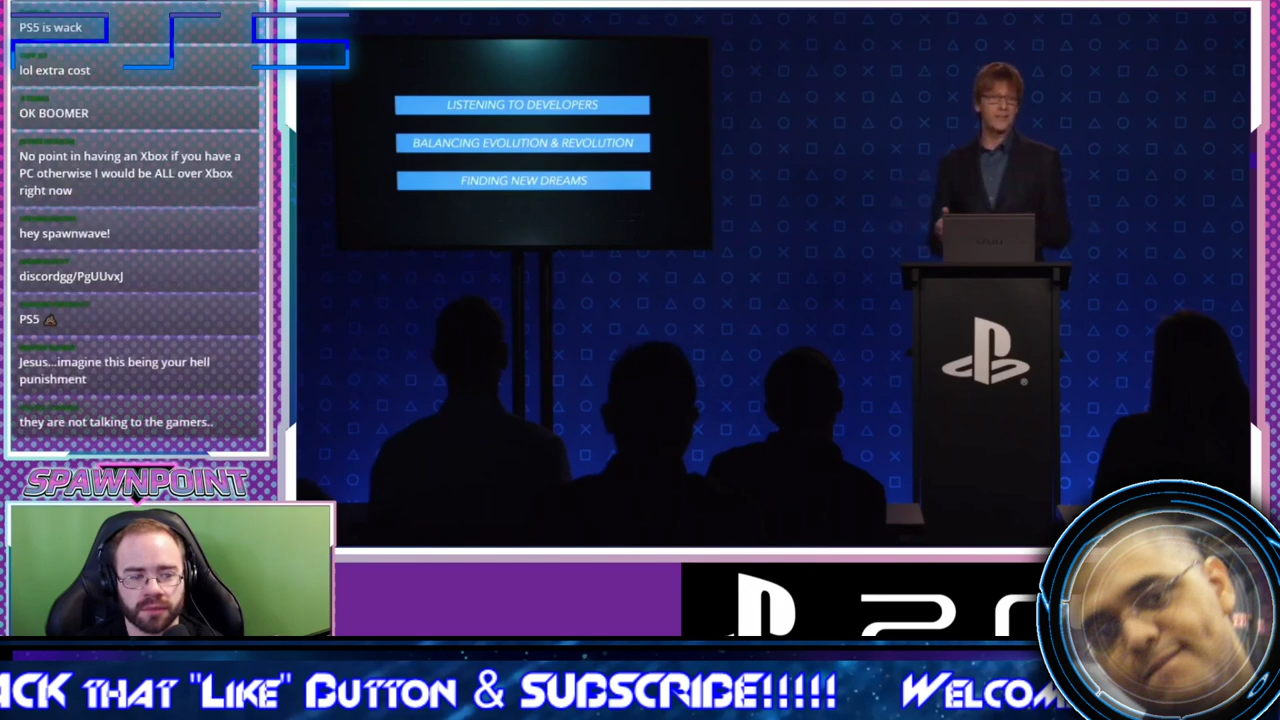 PS5 is wack
lol extra cost
OK BOOMER
No point in having an Xbox if you have a
PC otherwise I would be ALL over Xbox
right now
hey spawnwave!
discordgg/PgUUvxJ
PS5
Jesus...imagine this being your hell
punishment
they are not talking to the gamers..
SPAWNPOINT
LISTENING TO DEVELOPERS
BALANCING EVOLUTION & REVOLUTION
FINDING NEW DREAMS
ACK THAT "LIKE" BUTTON & SUBSCRIBE!!!!! WELCOM